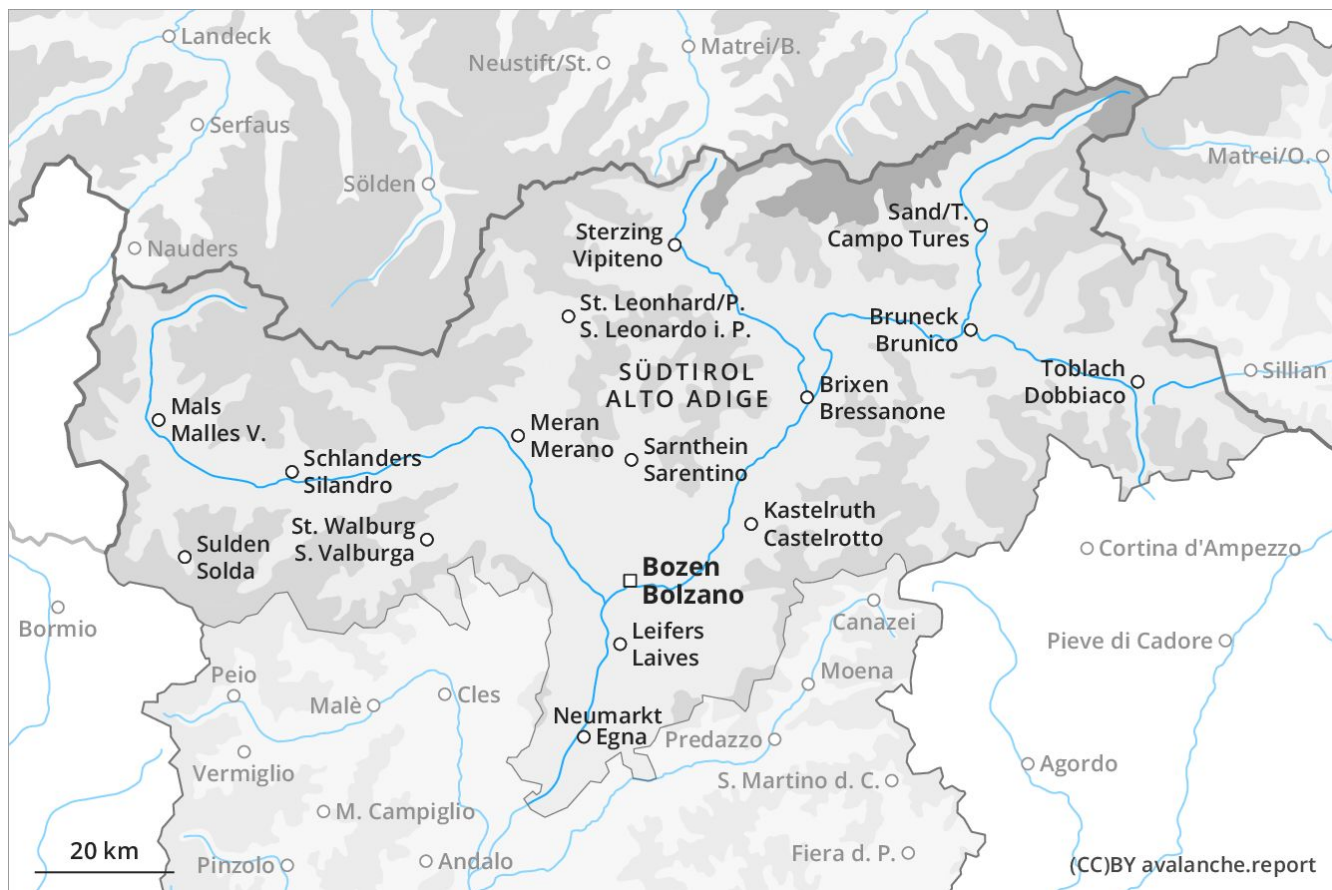 Landeck
Matrei/B.
Neustift/St.
Serfaus
Matrei/O.
Sölden
Sand/T.
Campo Tures
Nauders
Sterzing
Vipiteno
St. Leonhard/P.
S. Leonardo i. P.
Bruneck
Brunico
SÜDTIROL
ALTO ADIGE
Toblach
Dobbiaco
Sillian
Brixen
Bressanone
Mals
Malles V.
Meran
Merano
Sarnthein
Sarentino
Schlanders
Silandro
Kastelruth
Castelrotto
St. Walburg
S. Valburga
Sulden
Solda
Cortina d'Ampezzo
Bozen
Bolzano
Bormio
Canazei
Leifers
Laives
Pieve di Cadore
Peio
Moena
Malè
Cles
Neumarkt
Egna
Predazzo
Vermiglio
Agordo
S. Martino d. C.
M. Campiglio
20 km
Pinzolo
Andalo
Fiera d. P.
(CC)BY avalanche.report